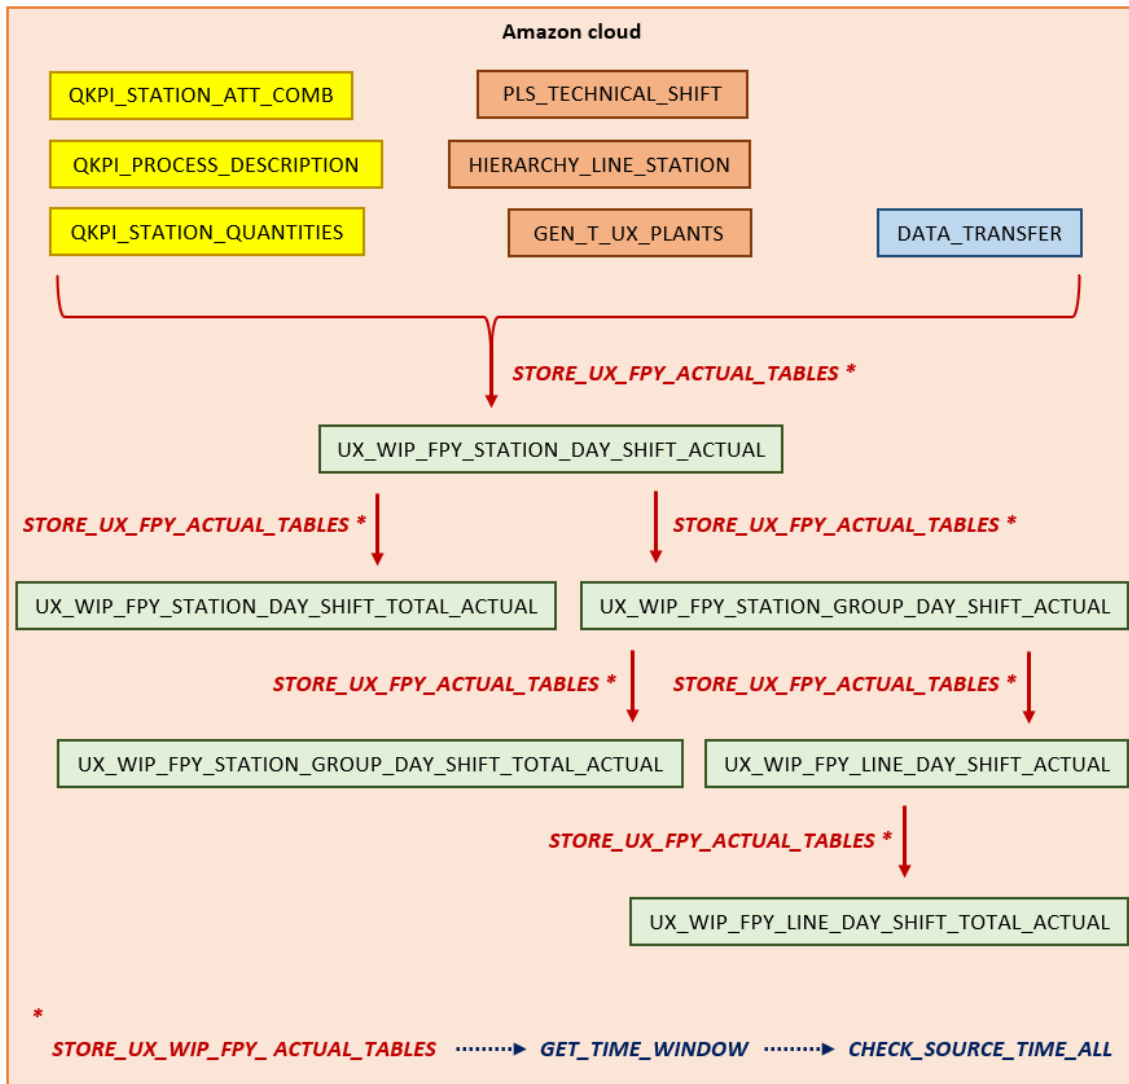 Amazon cloud
QKPI_STATION_ATT_COMB
PLS_TECHNICAL_SHIFT
QKPI_PROCESS_DESCRIPTION
HIERARCHY_LINE_STATION
QKPI_STATION_QUANTITIES
GEN_T_UX_PLANTS
DATA_TRANSFER
STORE_UX_FPY_ACTUAL_TABLES *
UX_WIP_FPY_STATION_DAY_SHIFT_ACTUAL
STORE_UX_FPY_ACTUAL_TABLES *
STORE_UX_FPY_ACTUAL_TABLES *
UX_WIP_FPY_STATION_DAY_SHIFT_TOTAL_ACTUAL
UX_WIP_FPY_STATION_GROUP_DAY_SHIFT_ACTUAL
STORE_UX_FPY_ACTUAL_TABLES *
STORE_UX_FPY_ACTUAL_TABLES *
UX_WIP_FPY_STATION_GROUP_DAY_SHIFT_TOTAL_ACTUAL
UX_WIP_FPY_LINE_DAY_SHIFT_ACTUAL
STORE_UX_FPY_ACTUAL_TABLES *
UX_WIP_FPY_LINE_DAY_SHIFT_TOTAL_ACTUAL
*
STORE_UX_WIP_FPY_ ACTUAL_TABLES
GET_TIME_WINDOW
CHECK_SOURCE_TIME_ALL